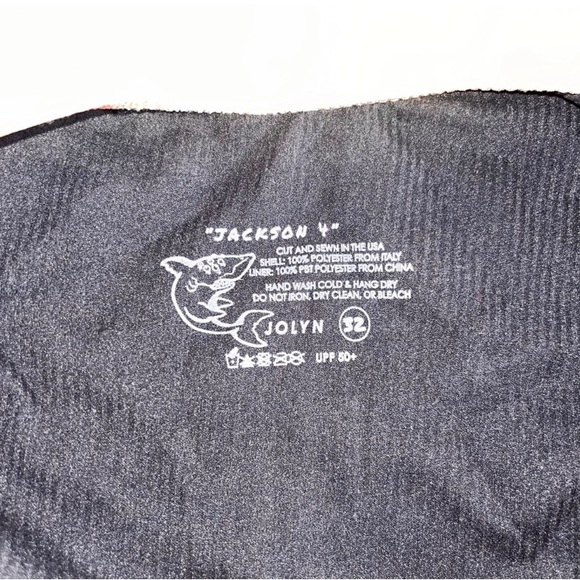 "JACKSON 4"
CUT AND SEWN IN THE USA
SHELL: 100% POLYESTER FROM ITALY
LINER: 100% PBT POLYESTER FROM CHINA
HAND WASH COLD & HANG DRY
DO NOT IRON, DRY CLEAN, OR BLEACH
JOLYN 32
UPF 50+